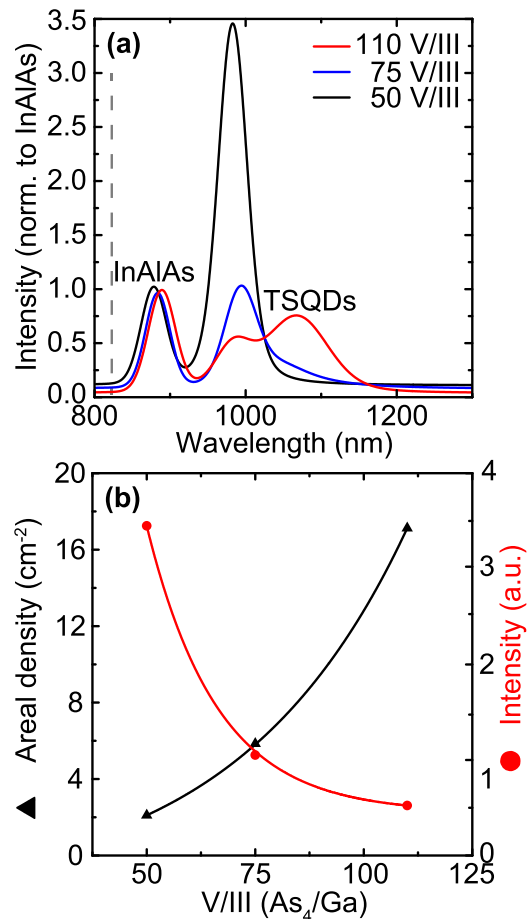 (a)
110 V/III
75 V/III
50 V/III
InAlAs
TSQDs
3.5
3.0
2.5
2.0
1.5
1.0
0.5
0.0
Intensity (norm. to InAlAs)
800
1000
1200
Wavelength (nm)
(b)
20
16
12
8
4
0
▲ Areal density (cm⁻²)
4
3
2
1
0
● Intensity (a.u.)
50
75
100
125
V/III (As₄/Ga)